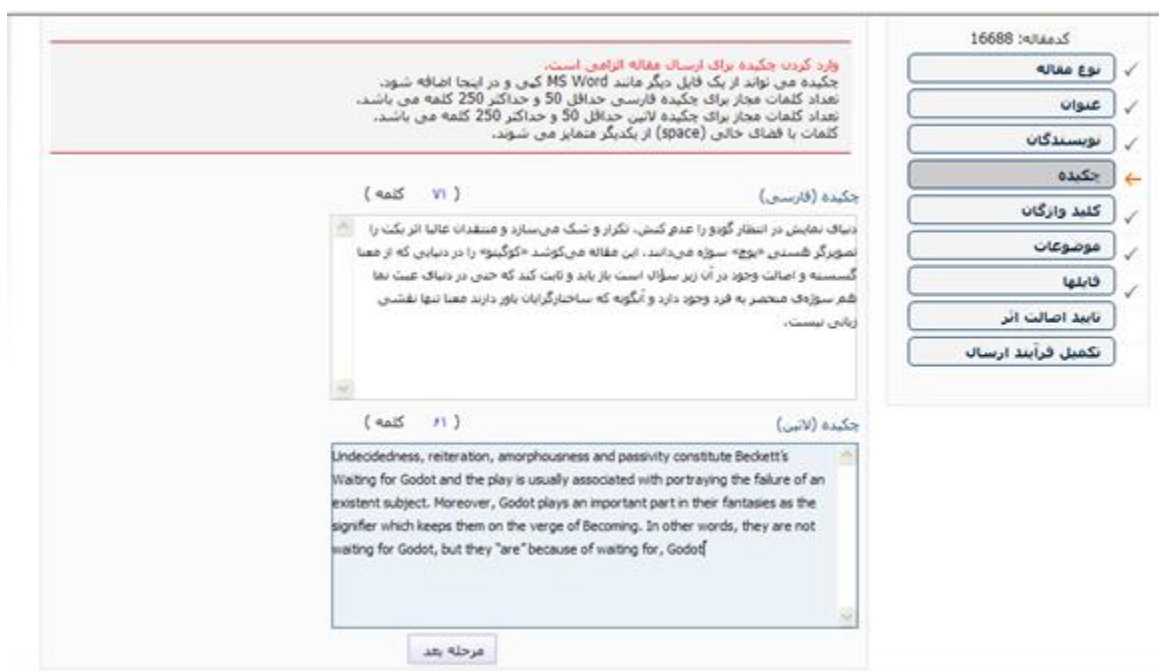 کدمقاله: 16688
نوع مقاله
عنوان
نویسندگان
چکیده
کلید واژگان
موضوعات
فایلها
تایید اصالت اثر
تکمیل فرآیند ارسال
وارد کردن چکیده برای ارسال مقاله الزامی است.
چکیده می تواند از یک فایل دیگر مانند MS Word کپی و در اینجا اضافه شود.
تعداد کلمات مجاز برای چکیده فارسی حداقل 50 و حداکثر 250 کلمه می باشد.
تعداد کلمات مجاز برای چکیده لاتین حداقل 50 و حداکثر 250 کلمه می باشد.
کلمات با فضای خالی (space) از یکدیگر متمایز می شوند.
چکیده (فارسی) ( ۷۱ کلمه )
دنیای نمایش در انتظار گودو را عدم کنش، تکرار و شک می‌سازد و منتقدان غالبا اثر بکت را
تصویرگر هستی «پوچ» سوژه می‌دانند. این مقاله می‌کوشد «کوگیتو» را در دنیایی که از معنا
گسسته و اصالت وجود در آن زیر سؤال است باز یابد و ثابت کند که حتی در دنیای عبث نما
هم سوژه‌ی منحصر به فرد وجود دارد و آنگونه که ساختارگرایان باور دارند معنا تنها نقشی
زبانی نیست.
چکیده (لاتین) ( ۶۱ کلمه )
Undecidedness, reiteration, amorphousness and passivity constitute Beckett's
Waiting for Godot and the play is usually associated with portraying the failure of an
existent subject. Moreover, Godot plays an important part in their fantasies as the
signifier which keeps them on the verge of Becoming. In other words, they are not
waiting for Godot, but they "are" because of waiting for, Godot
مرحله بعد